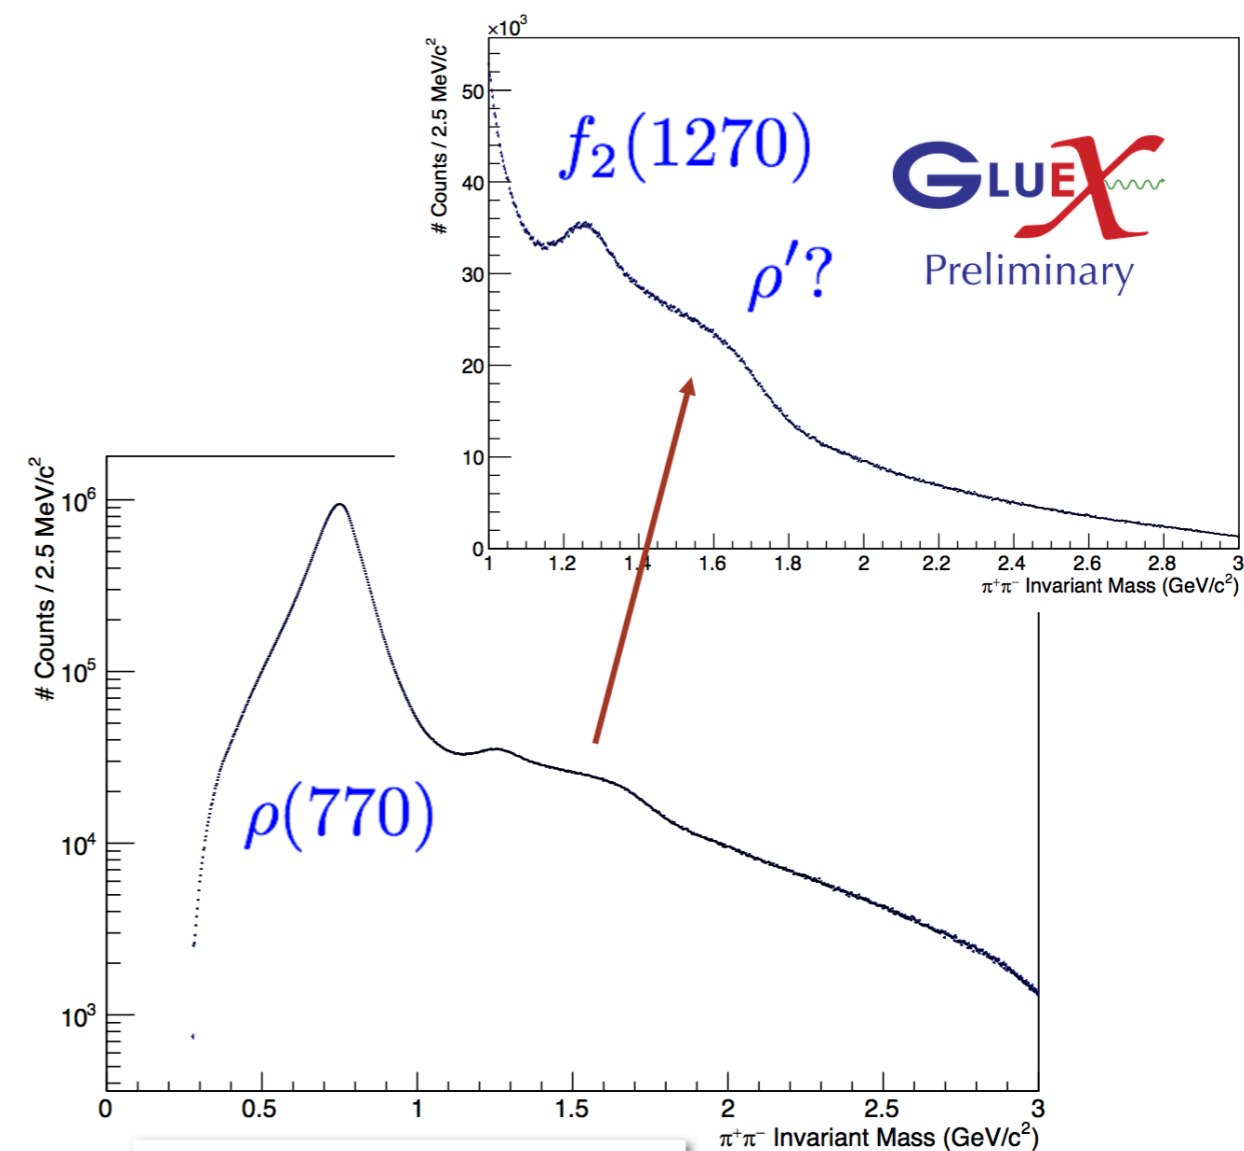 ×10³
# Counts / 2.5 MeV/c²
50
40
30
20
10
0
f₂(1270)
ρ′?
GLUEX
Preliminary
1 1.2 1.4 1.6 1.8 2 2.2 2.4 2.6 2.8 3
π⁺π⁻ Invariant Mass (GeV/c²)
# Counts / 2.5 MeV/c²
10⁶
10⁵
10⁴
10³
ρ(770)
0 0.5 1 1.5 2 2.5 3
π⁺π⁻ Invariant Mass (GeV/c²)